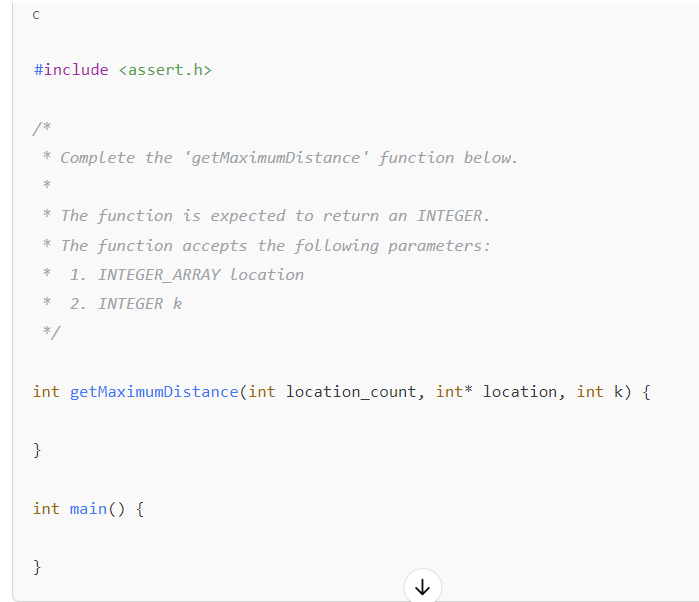 c
#include <assert.h>
/*
 * Complete the 'getMaximumDistance' function below.
 *
 * The function is expected to return an INTEGER.
 * The function accepts the following parameters:
 *  1. INTEGER_ARRAY location
 *  2. INTEGER k
 */
int getMaximumDistance(int location_count, int* location, int k) {
}
int main() {
}